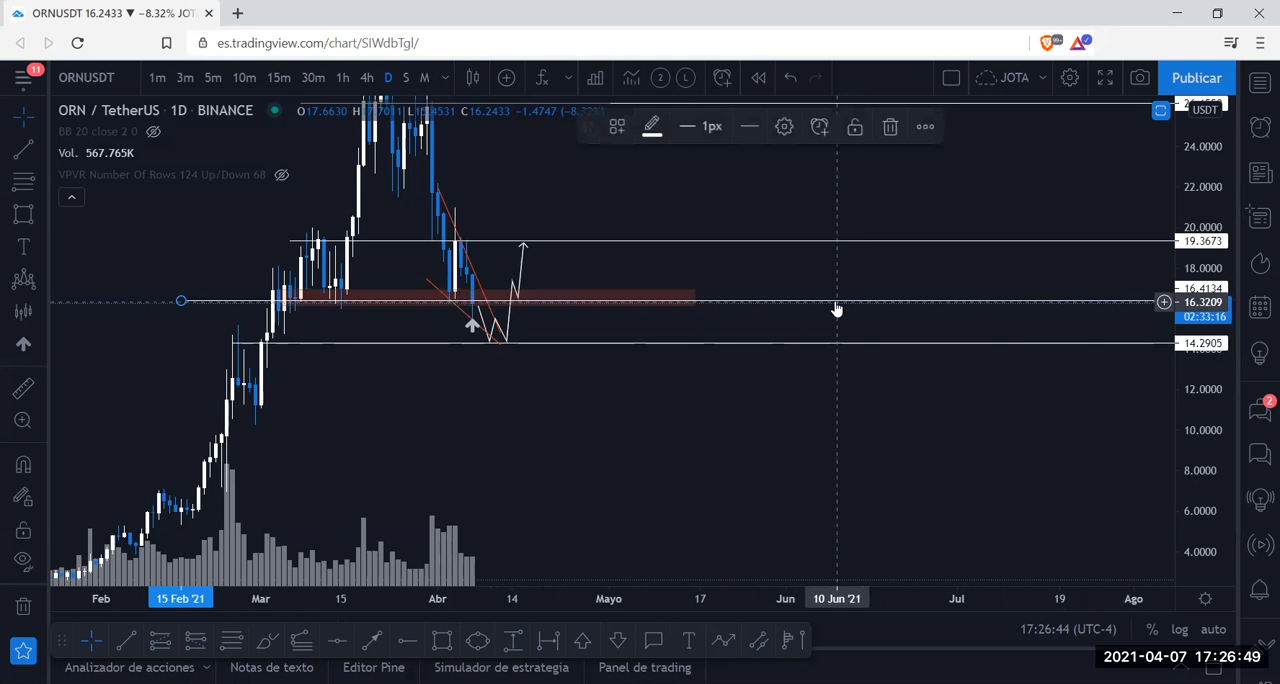 ORNUSDT 16.2433 ▼ −8.32% JOT
es.tradingview.com/chart/SIWdbTgl/
99+
11
ORNUSDT 1m 3m 5m 10m 15m 30m 1h 4h D S M 2 L JOTA Publicar
ORN / TetherUS · 1D · BINANCE
USDT
BB 20 close 2 0
1px
Vol. 567.765K
24.0000
VPVR Number Of Rows 124 Up/Down 68
22.0000
20.0000
19.3673
18.0000
16.4134
16.3209
02:33:16
14.2905
12.0000
10.0000
2
8.0000
6.0000
4.0000
Feb 15 Feb '21 Mar 15 Abr 14 Mayo 17 Jun 10 Jun '21 Jul 19 Ago
17:26:44 (UTC-4) % log auto
T
Analizador de acciones Notas de texto Editor Pine Simulador de estrategia Panel de trading
2021-04-07 17:26:49